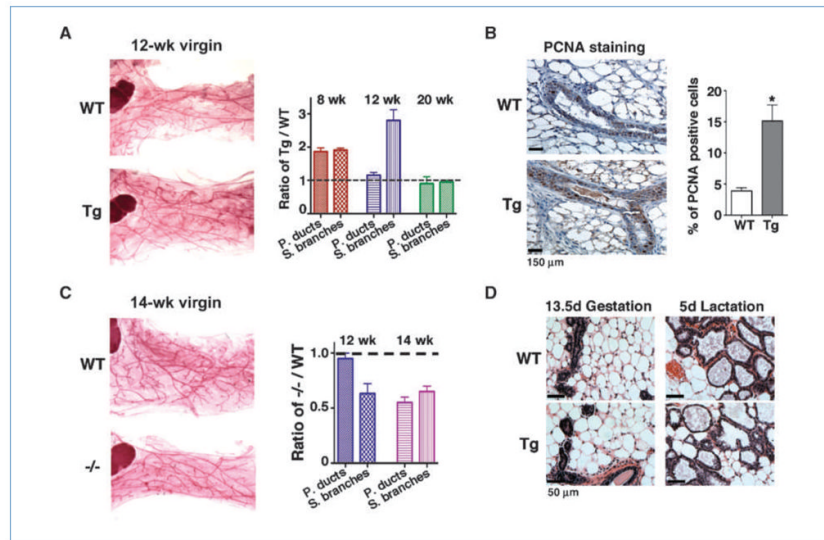 A
12-wk virgin
WT
Tg
8 wk 12 wk 20 wk
Ratio of Tg / WT
2
1
0
P. ducts
S. branches
P. ducts
S. branches
P. ducts
S. branches
B
PCNA staining
WT
Tg
150 µm
% of PCNA positive cells
20
15
10
5
0
*
WT
Tg
C
14-wk virgin
WT
-/-
12 wk 14 wk
Ratio of -/- / WT
1.0
0.5
0
P. ducts
S. branches
P. ducts
S. branches
D
13.5d Gestation 5d Lactation
WT
Tg
50 µm